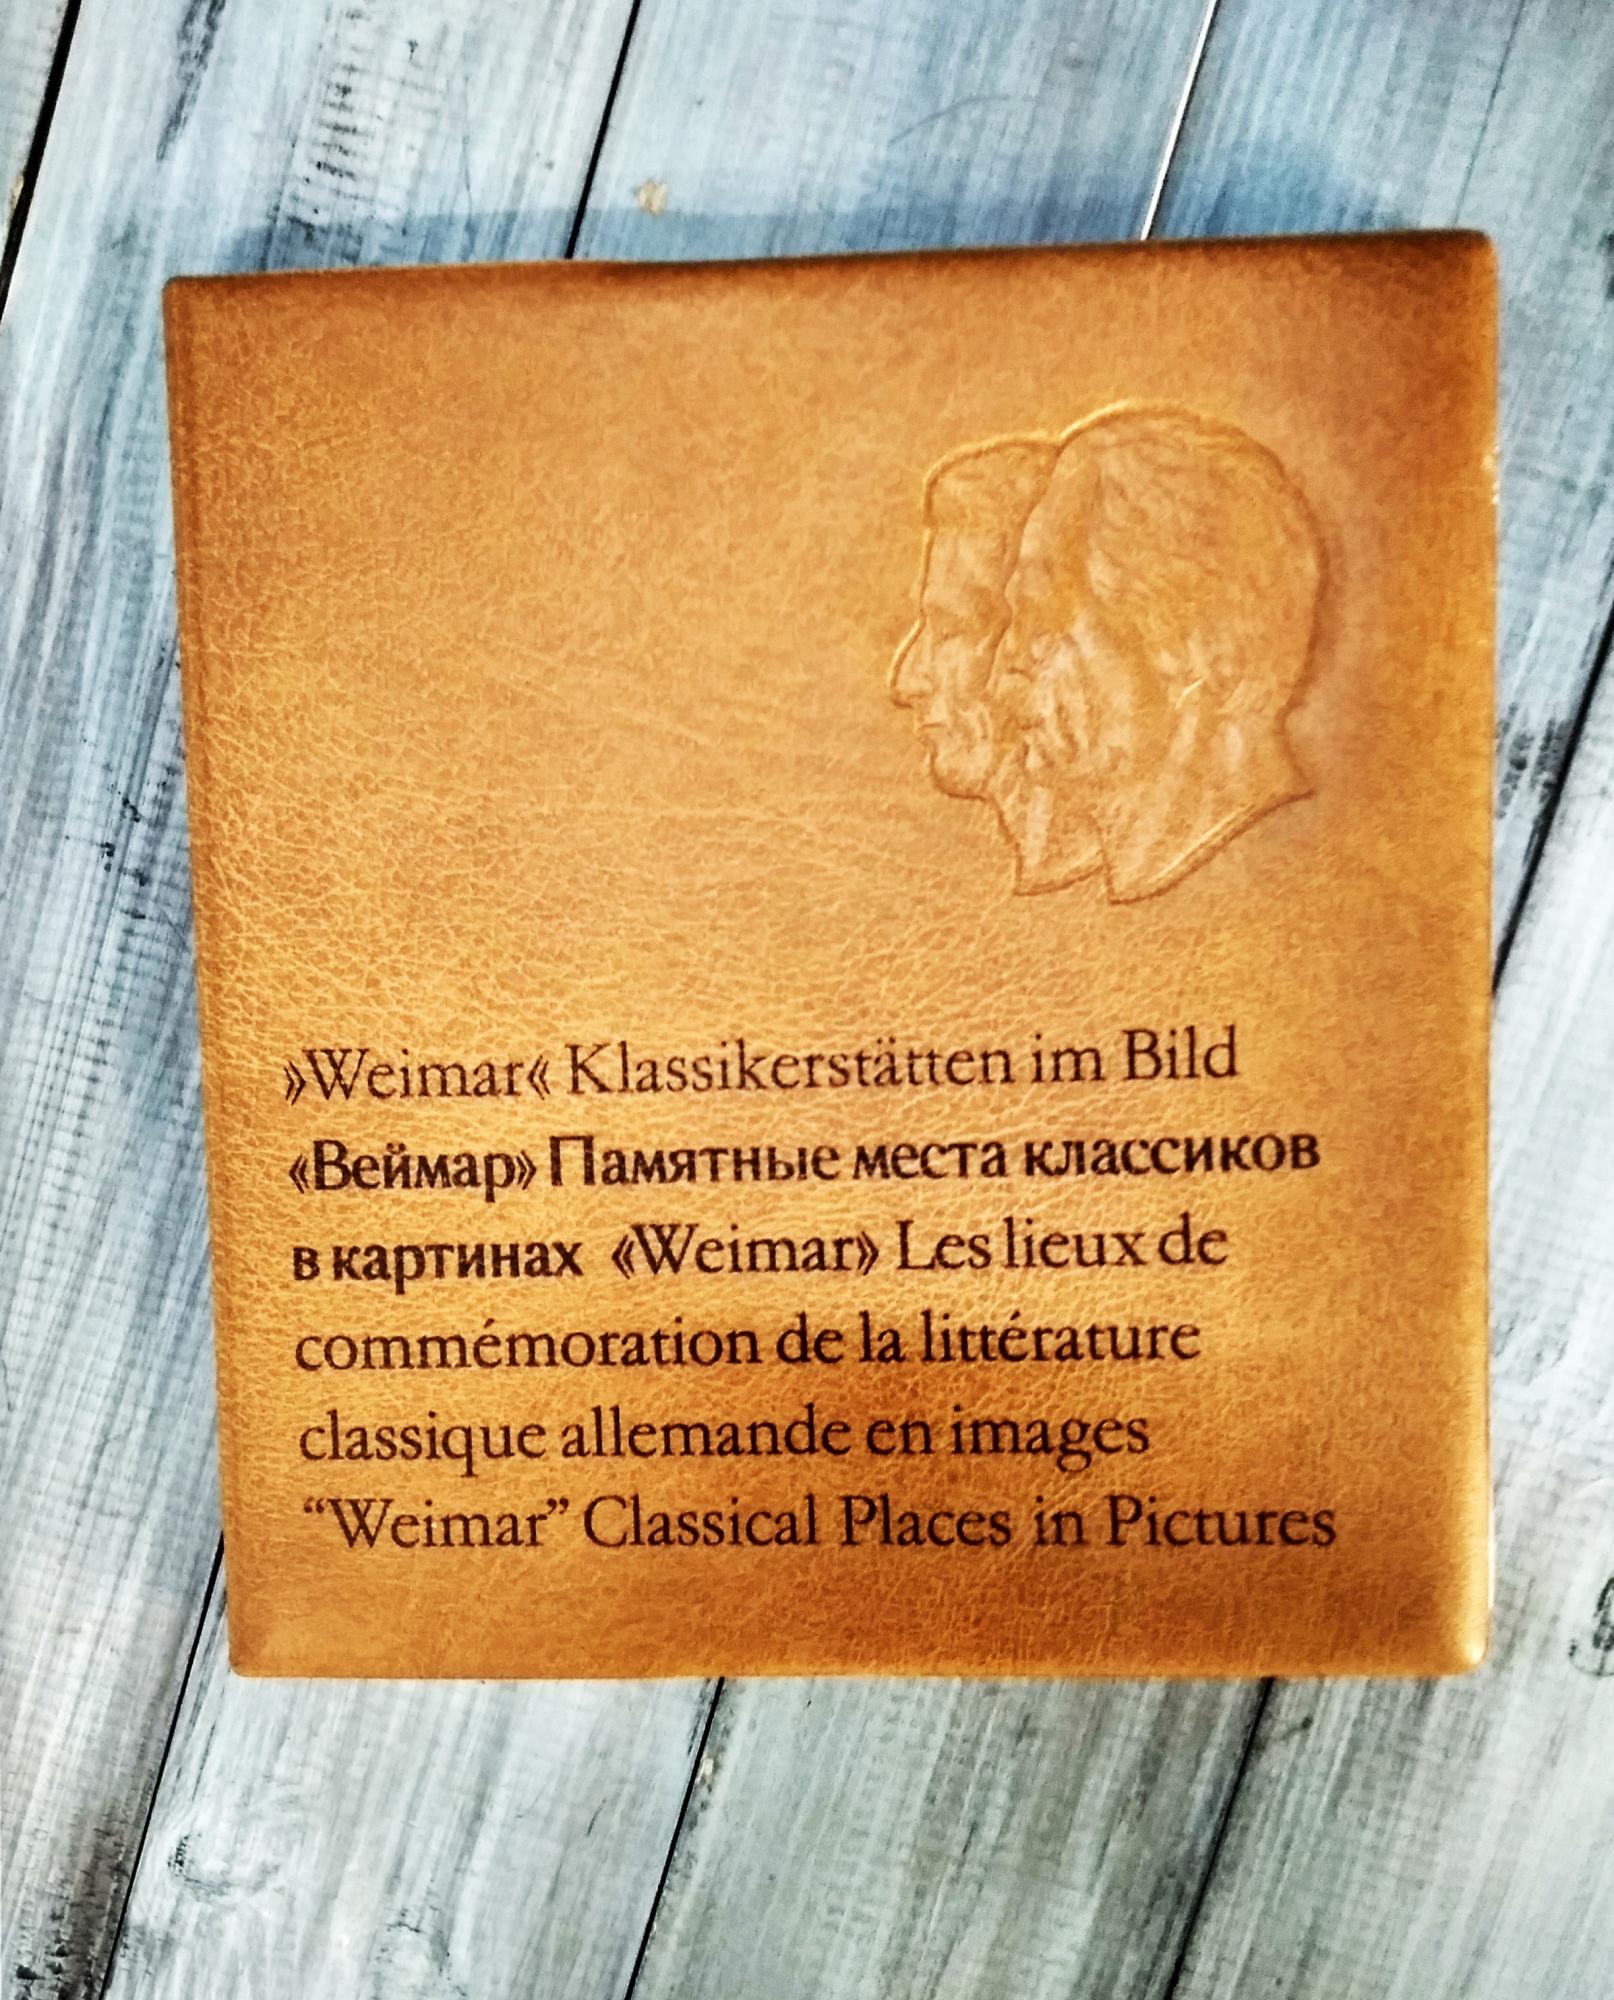 »Weimar« Klassikerstätten im Bild
«Веймар» Памятные места классиков
в картинах «Weimar» Les lieux de
commémoration de la littérature
classique allemande en images
“Weimar” Classical Places in Pictures